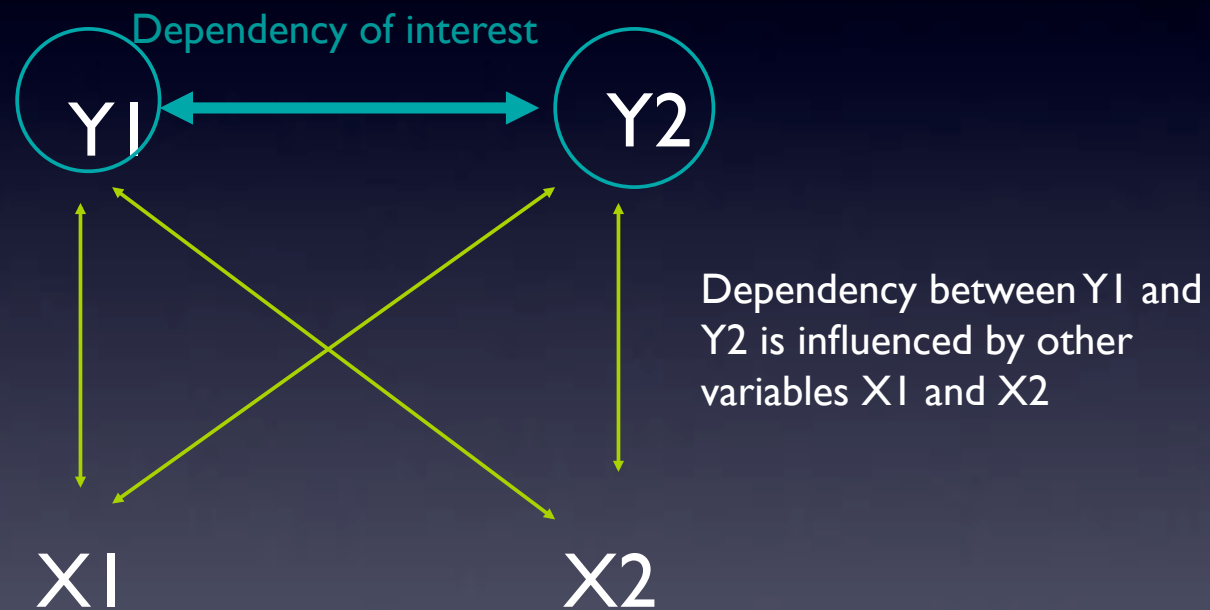 Dependency of interest
Y1
Y2
Dependency between Y1 and
Y2 is influenced by other
variables X1 and X2
X1
X2